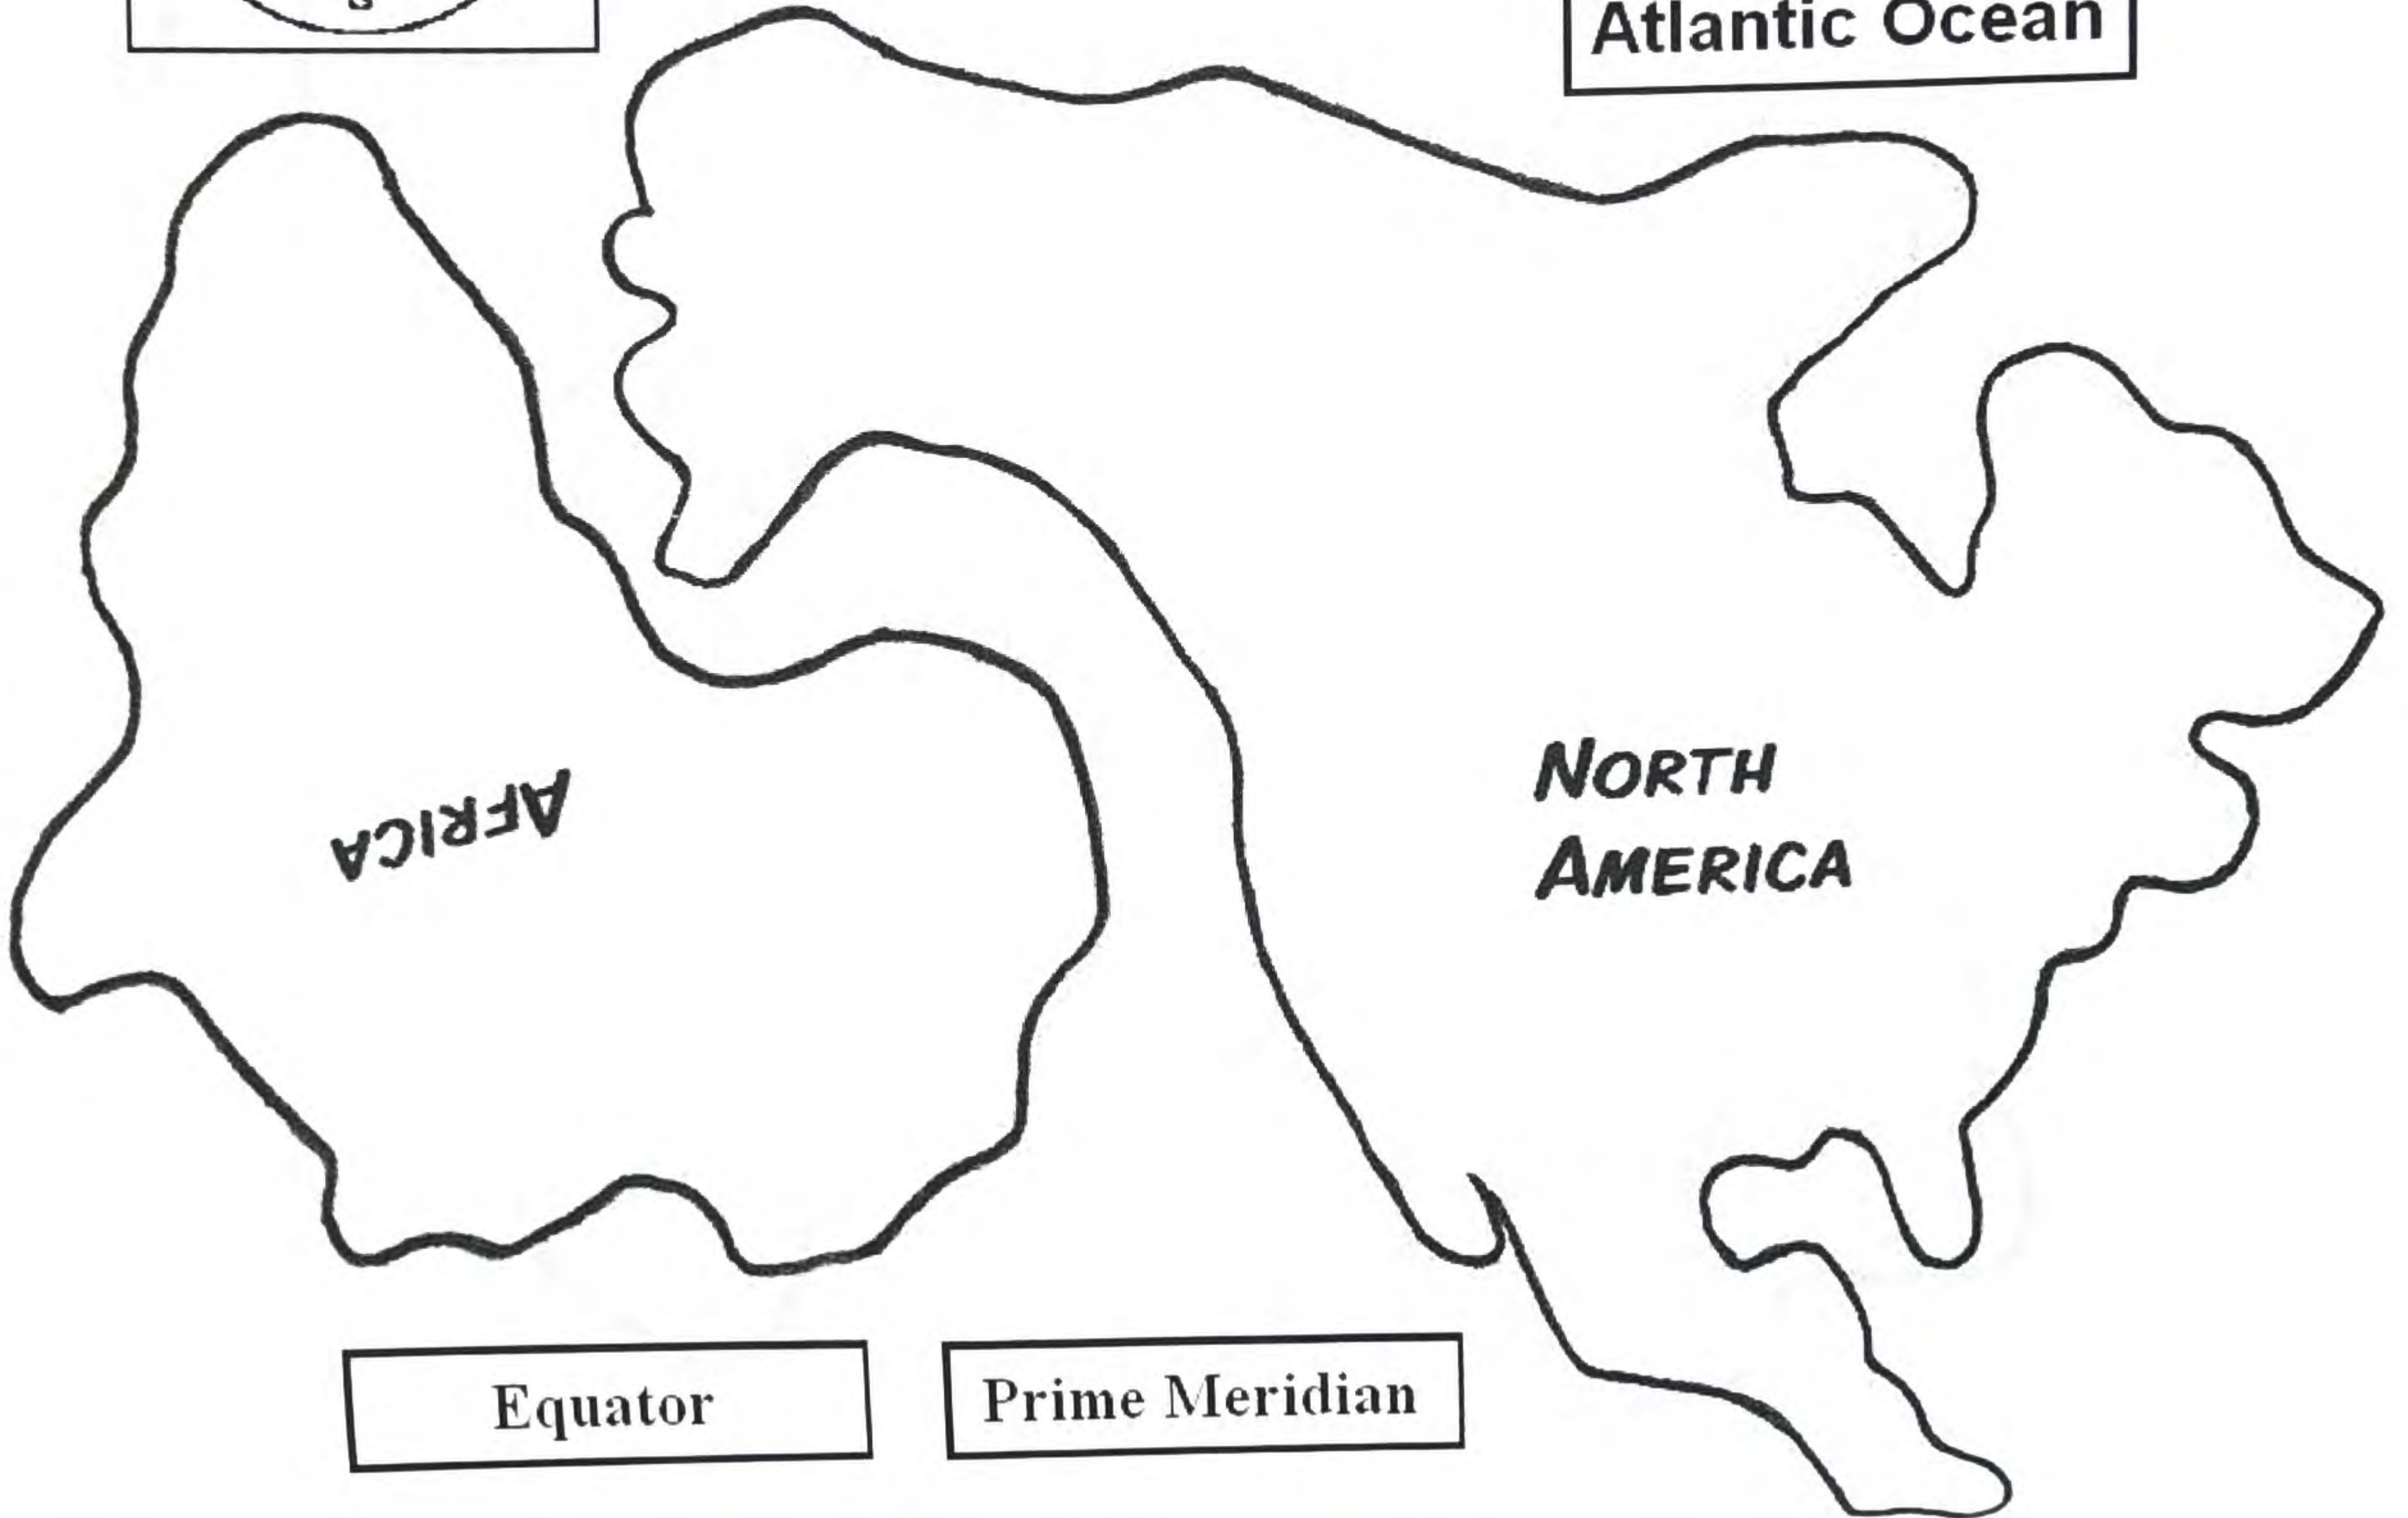 S
Atlantic Ocean
AFRICA
NORTH
AMERICA
Equator
Prime Meridian